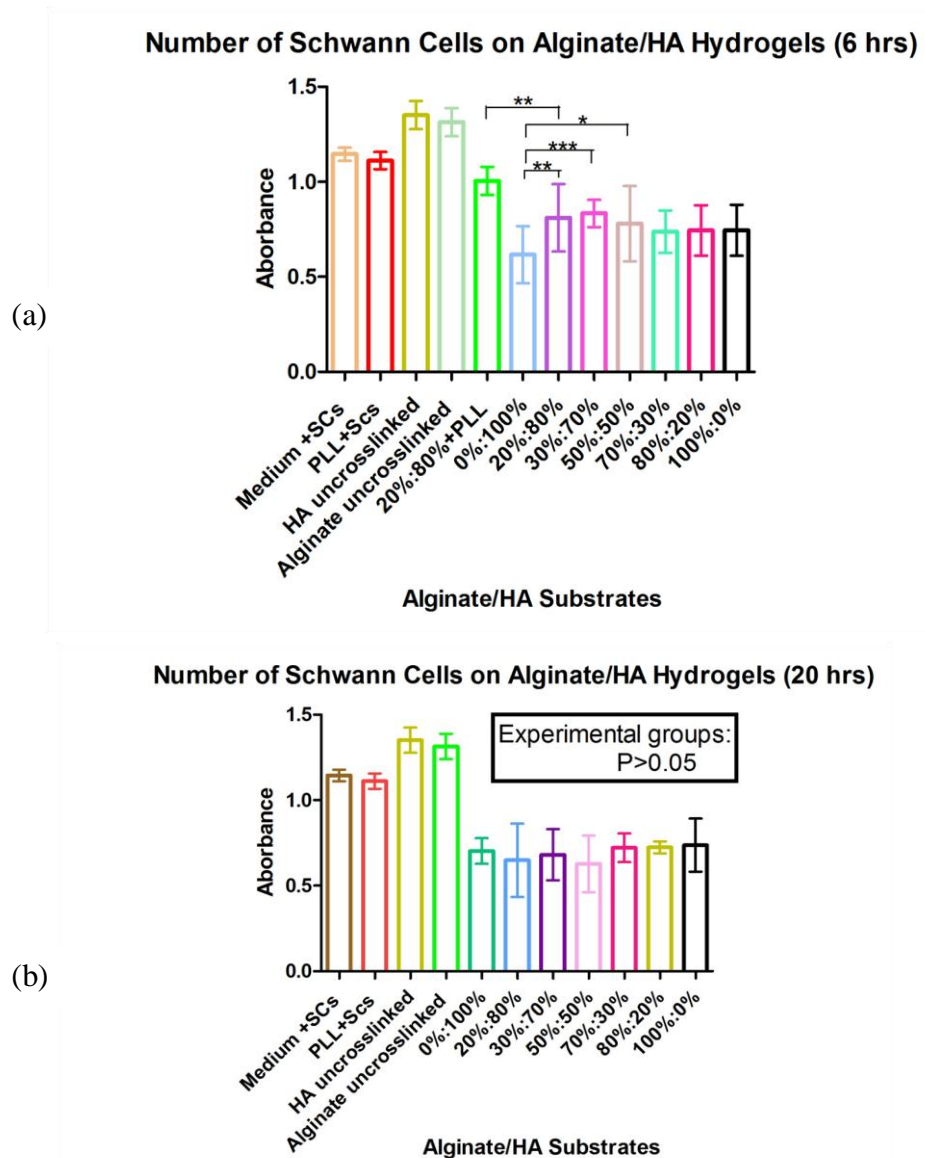 Number of Schwann Cells on Alginate/HA Hydrogels (6 hrs)
1.5
1.0
0.5
0.0
Aborbance
**
*
***
**
(a)
Medium +SCs
PLL+Scs
HA uncrosslinked
Alginate uncrosslinked
20%:80%+PLL
0%:100%
20%:80%
30%:70%
50%:50%
70%:30%
80%:20%
100%:0%
Alginate/HA Substrates
Number of Schwann Cells on Alginate/HA Hydrogels (20 hrs)
1.5
1.0
0.5
0.0
Aborbance
Experimental groups:
P>0.05
(b)
Medium +SCs
PLL+Scs
HA uncrosslinked
Alginate uncrosslinked
0%:100%
20%:80%
30%:70%
50%:50%
70%:30%
80%:20%
100%:0%
Alginate/HA Substrates